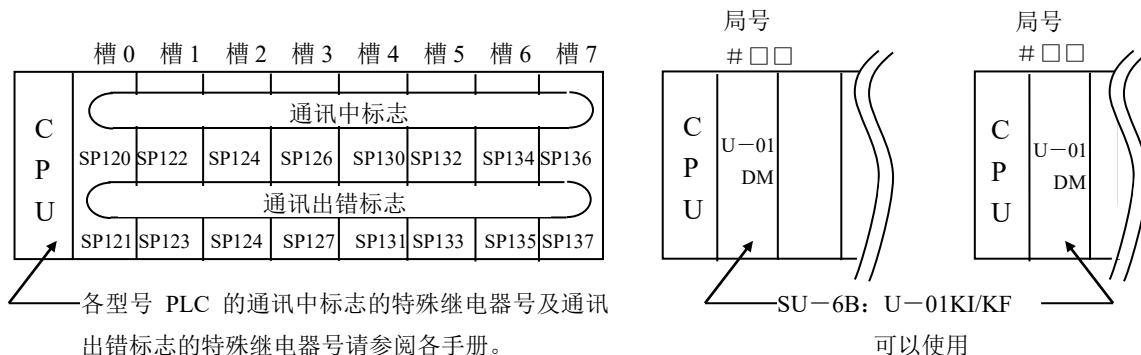 局号
局号
槽 0 槽 1 槽 2 槽 3 槽 4 槽 5 槽 6 槽 7
#□□
#□□
通讯中标志
C
P
U
SP120 SP122 SP124 SP126 SP130 SP132 SP134 SP136
通讯出错标志
SP121 SP123 SP124 SP127 SP131 SP133 SP135 SP137
C
P
U
U－01
DM
C
P
U
U－01
DM
各型号 PLC 的通讯中标志的特殊继电器号及通讯
出错标志的特殊继电器号请参阅各手册。
SU－6B：U－01KI/KF
可以使用